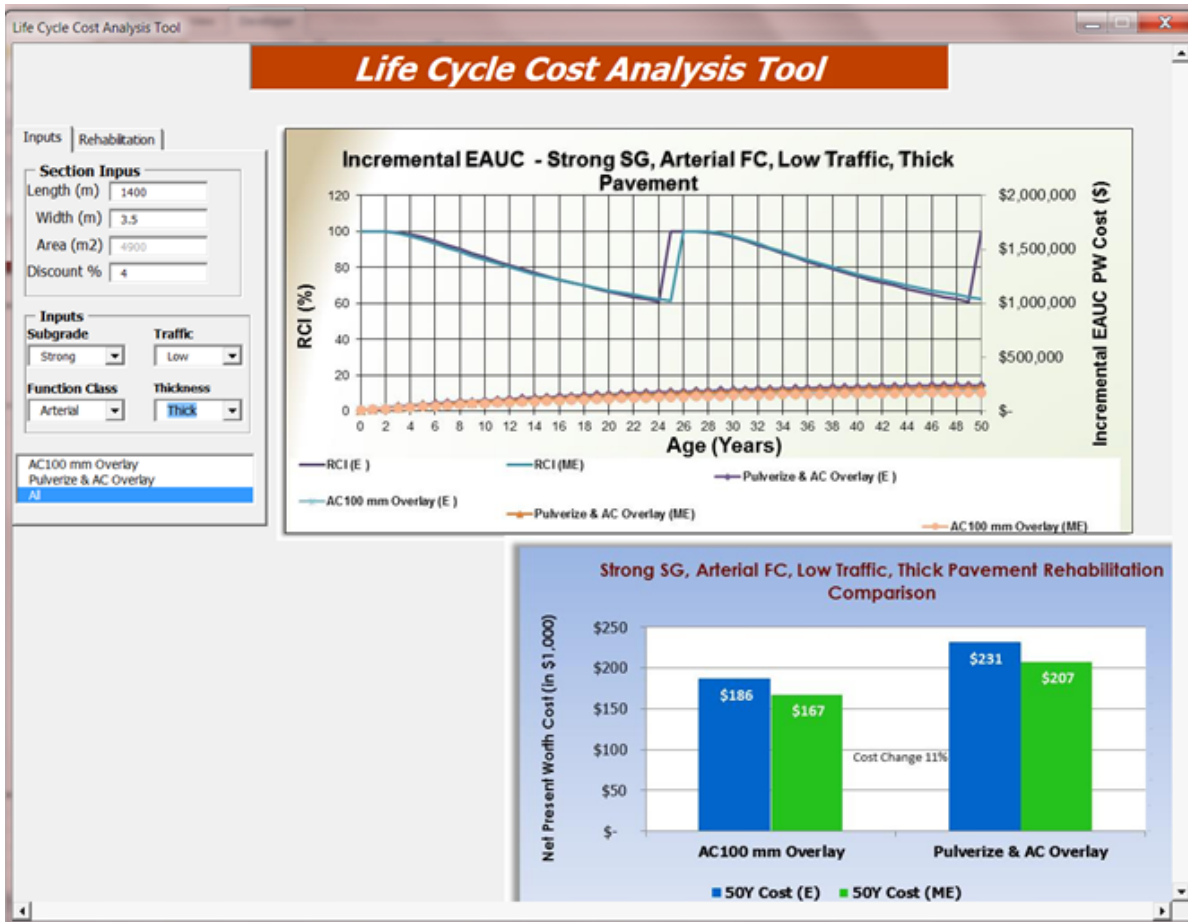 Life Cycle Cost Analysis Tool
Life Cycle Cost Analysis Tool
Inputs Rehabilitation
Section Inpus
Length (m) 1400
Width (m) 3.5
Area (m2) 4900
Discount % 4
Inputs
Subgrade Traffic
Strong Low
Function Class Thickness
Arterial Thick
AC100 mm Overlay
Pulverize & AC Overlay
All
Incremental EAUC - Strong SG, Arterial FC, Low Traffic, Thick
Pavement
RCI (%)
120
100
80
60
40
20
0
$2,000,000
$1,500,000
$1,000,000
$500,000
$-
Incremental EAUC PW Cost ($)
0 2 4 6 8 10 12 14 16 18 20 22 24 26 28 30 32 34 36 38 40 42 44 46 48 50
Age (Years)
RCI (E ) RCI (ME) Pulverize & AC Overlay (E )
AC100 mm Overlay (E ) Pulverize & AC Overlay (ME) AC100 mm Overlay (ME)
Strong SG, Arterial FC, Low Traffic, Thick Pavement Rehabilitation
Comparison
Net Present Worth Cost (in $1,000)
$250
$200
$150
$100
$50
$-
$186
$167
$231
$207
Cost Change 11%
AC100 mm Overlay Pulverize & AC Overlay
50Y Cost (E) 50Y Cost (ME)